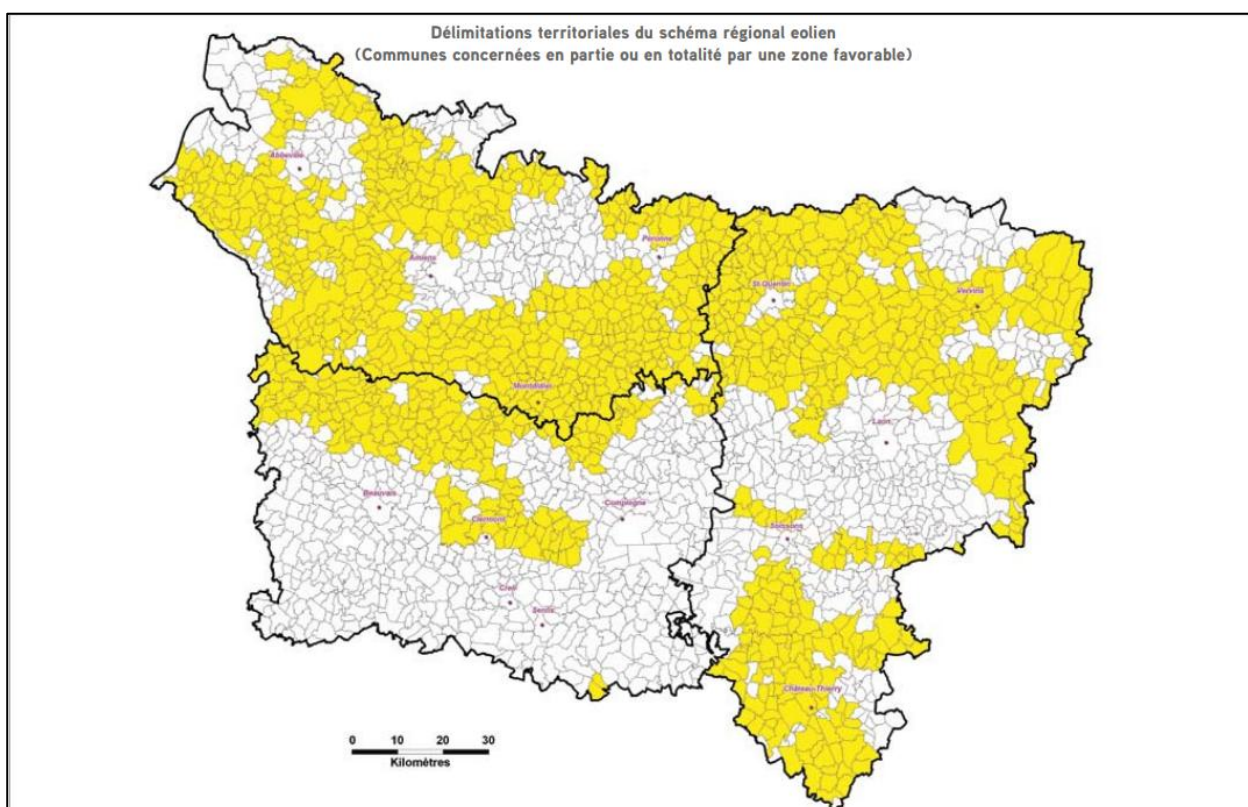 Délimitations territoriales du schéma régional eolien
(Communes concernées en partie ou en totalité par une zone favorable)
Abbeville
Amiens
Péronne
St Quentin
Vervins
Montdidier
Laon
Beauvais
Compiègne
Clermont
Soissons
Creil
Senlis
Château-Thierry
0 10 20 30
Kilomètres